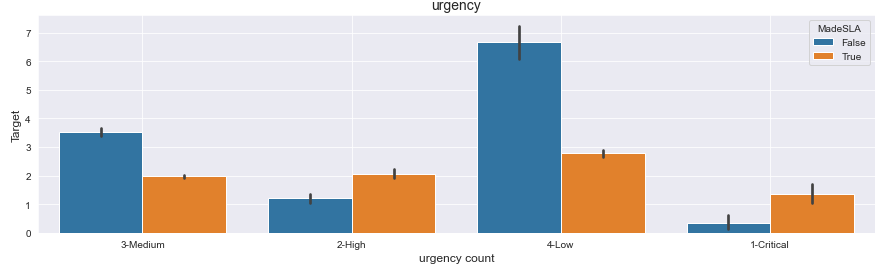 urgency
MadeSLA
False
True
Target
7
6
5
4
3
2
1
0
3-Medium
2-High
4-Low
1-Critical
urgency count